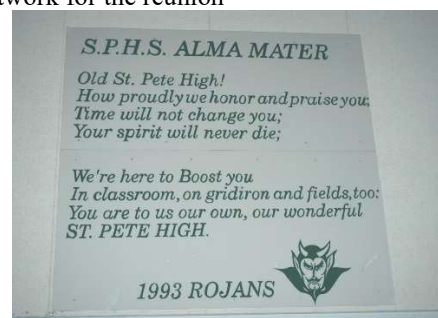 twork for the reunion
S.P.H.S. ALMA MATER
Old St. Pete High!
How proudly we honor and praise you;
Time will not change you;
Your spirit will never die;
We're here to Boost you
In classroom, on gridiron and fields, too:
You are to us our own, our wonderful
ST. PETE HIGH.
1993 ROJANS